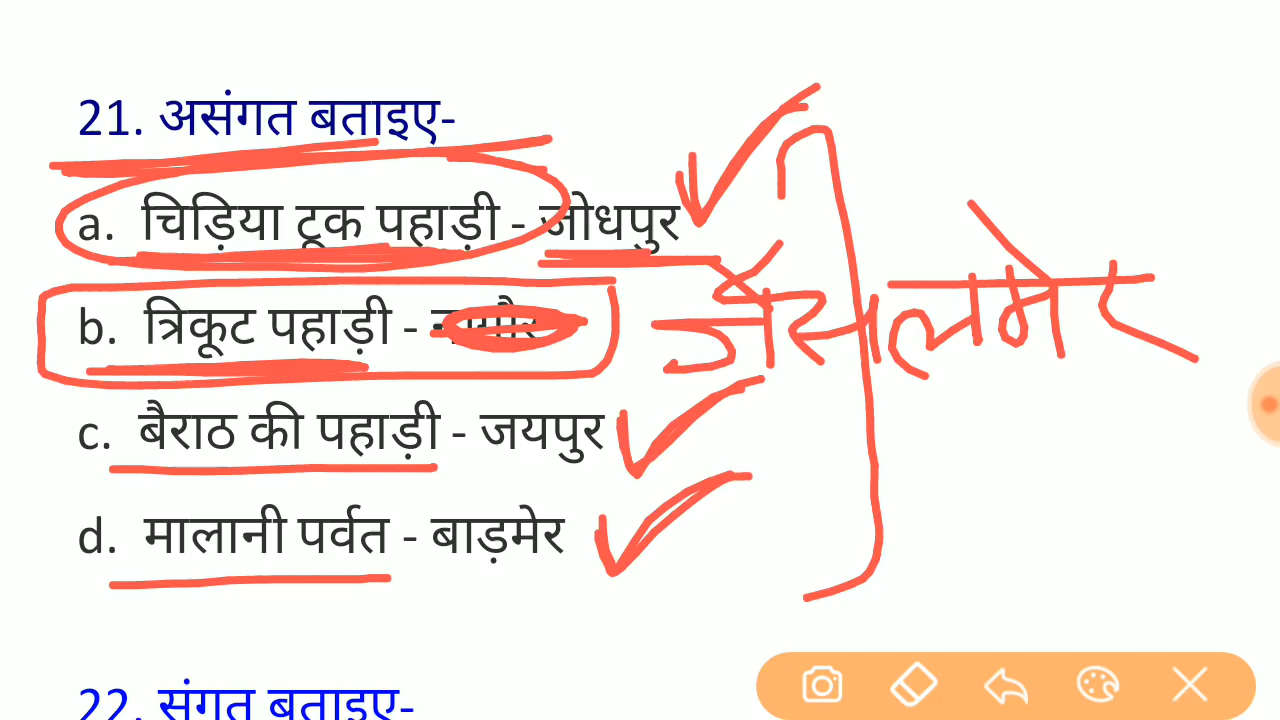 21. असंगत बताइए-
a. चिड़िया टूक पहाड़ी - जोधपुर
b. त्रिकूट पहाड़ी - नागौर जैसलमेर
c. बैराठ की पहाड़ी - जयपुर
d. मालानी पर्वत - बाड़मेर
22. संगत बताइए-